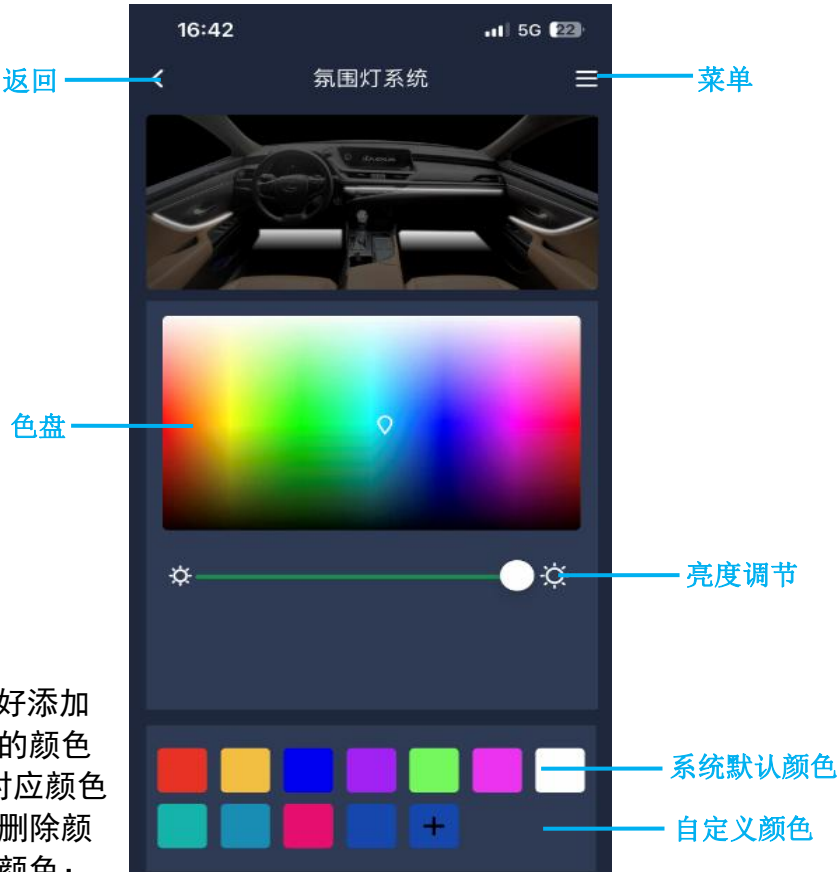 16:42
5G 22
返回
氛围灯系统
菜单
色盘
亮度调节
好添加
的颜色
对应颜色
删除颜
颜色：
系统默认颜色
自定义颜色